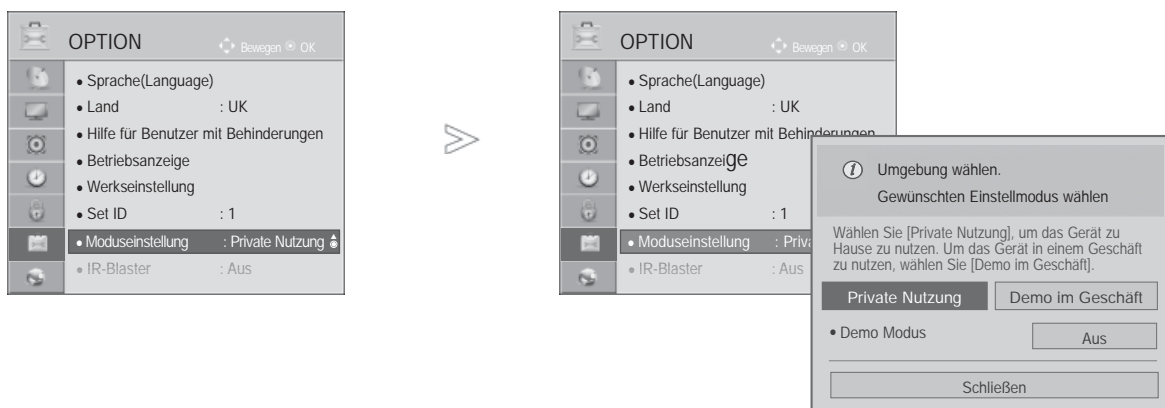 OPTION
Bewegen OK
• Sprache(Language)
• Land : UK
• Hilfe für Benutzer mit Behinderungen
• Betriebsanzeige
• Werkseinstellung
• Set ID : 1
• Moduseinstellung : Private Nutzung
• IR-Blaster : Aus
OPTION
Bewegen OK
• Sprache(Language)
• Land : UK
• Hilfe für Benutzer mit Behinderungen
• Betriebsanzeige
• Werkseinstellung
• Set ID : 1
• Moduseinstellung : Priva
• IR-Blaster : Aus
i Umgebung wählen.
Gewünschten Einstellmodus wählen
Wählen Sie [Private Nutzung], um das Gerät zu
Hause zu nutzen. Um das Gerät in einem Geschäft
zu nutzen, wählen Sie [Demo im Geschäft].
Private Nutzung Demo im Geschäft
• Demo Modus Aus
Schließen